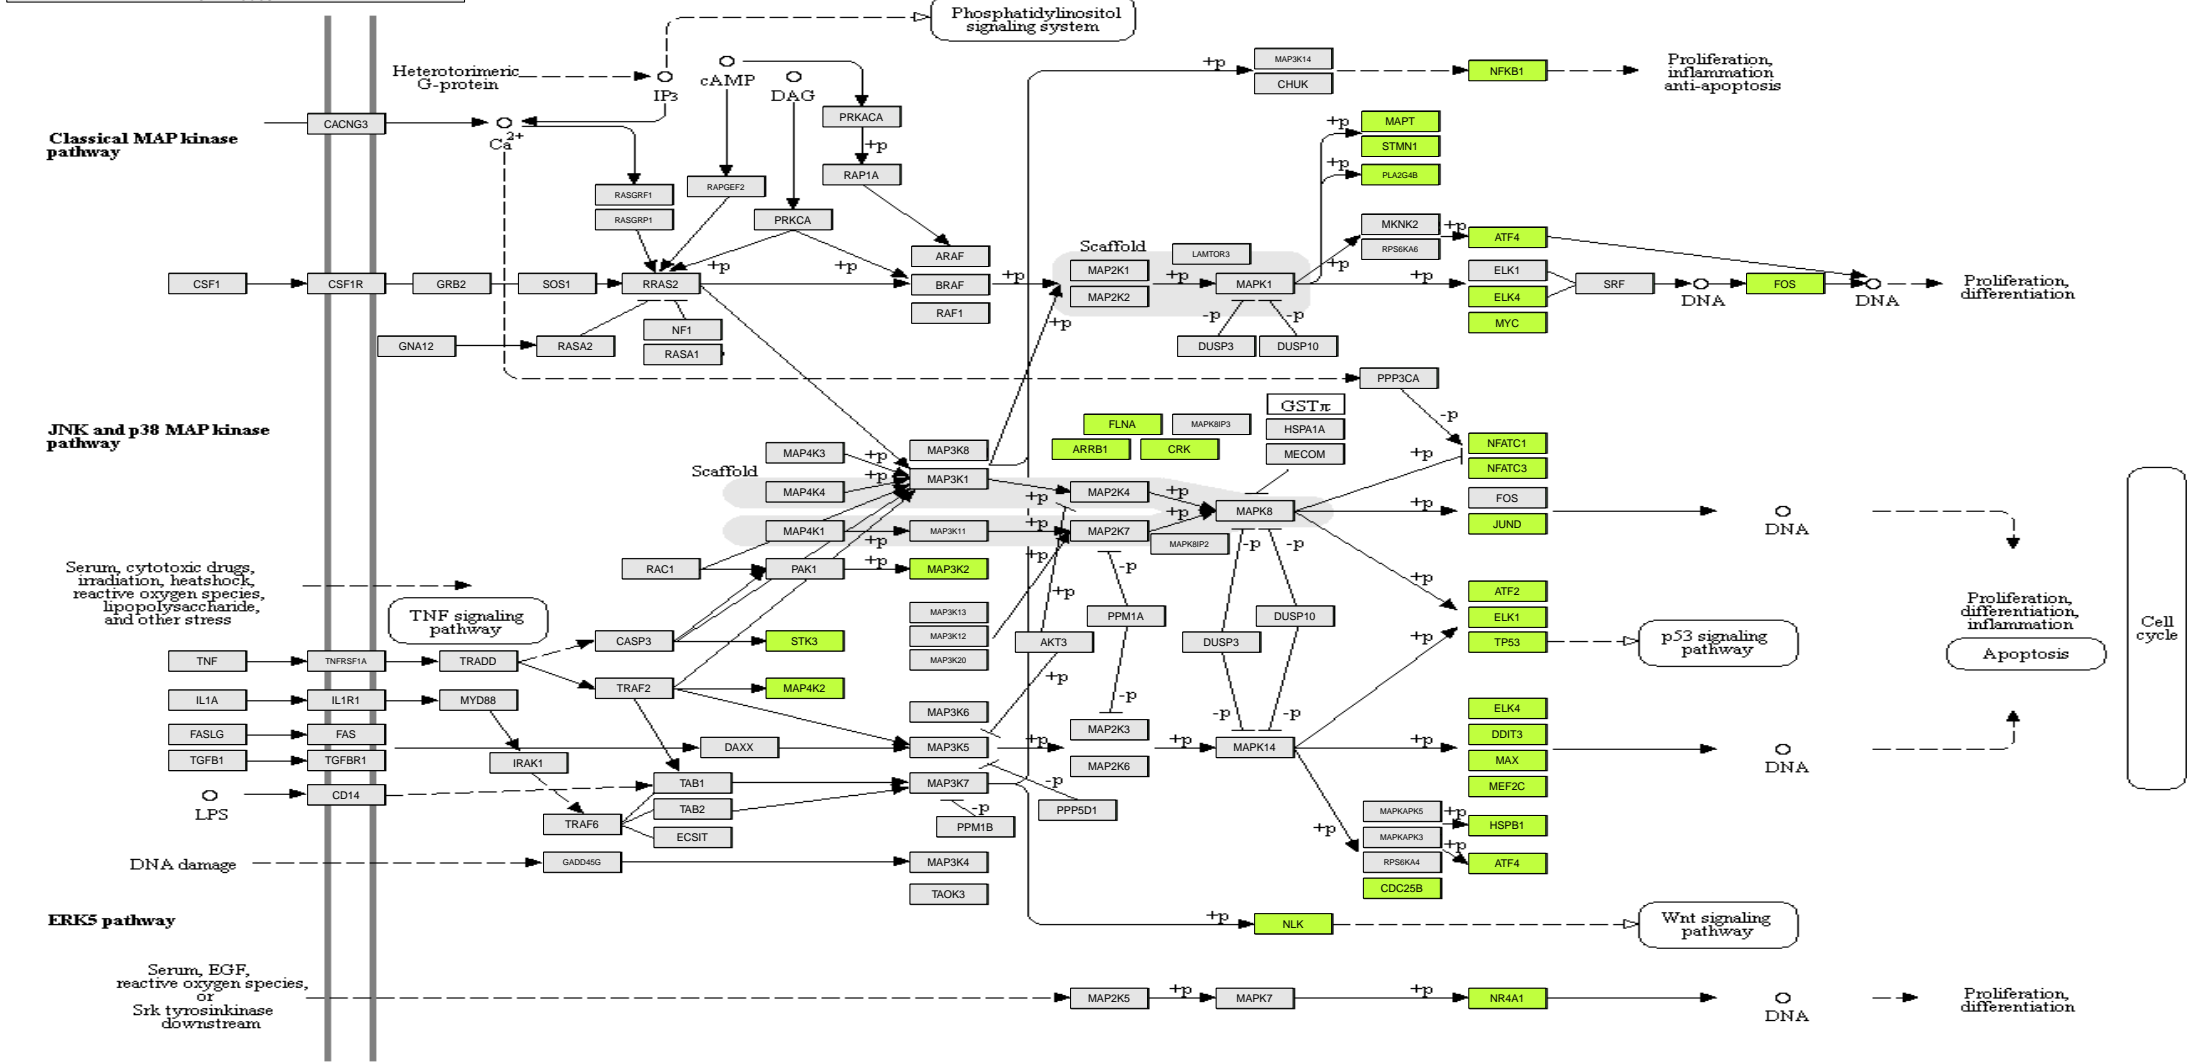 Phosphatidylinositol
signaling system
Heterotorimeric
G-protein
IP3
cAMP
DAG
+p
MAP3K14
CHUK
NFKB1
Proliferation,
inflammation
anti-apoptosis
CACNG3
Ca2+
PRKACA
+p
MAPT
STMN1
Classical MAP kinase
pathway
+p
RAP1A
+p
PLA2G4B
RASGRF1
RAPGEF2
RASGRP1
PRKCA
MKNK2
+p
ATF4
RPS6KA6
Scaffold
LAMTOR3
ARAF
+p
+p
MAP2K1
+p
ELK1
CSF1
CSF1R
GRB2
SOS1
RRAS2
BRAF
+p
+p
MAPK1
+p
SRF
DNA
FOS
DNA
Proliferation,
differentiation
MAP2K2
ELK4
RAF1
+p
-p
-p
MYC
NF1
GNA12
RASA2
RASA1
DUSP3
DUSP10
PPP3CA
GSTπ
-p
FLNA
MAPK8IP3
HSPA1A
JNK and p38 MAP kinase
pathway
NFATC1
MAP4K3
+p
MAP3K8
ARRB1
CRK
MECOM
+p
NFATC3
Scaffold
+p
MAP3K1
MAP4K4
+p
MAP2K4
+p
FOS
MAPK8
+p
JUND
DNA
MAP4K1
+p
MAP3K11
+p
MAP2K7
+p
MAPK8IP2
-p
-p
RAC1
PAK1
+p
MAP3K2
+p
-p
+p
Serum, cytotoxic drugs,
irradiation, heatshock,
reactive oxygen species,
lipopolysaccharide,
and other stress
TNF signaling
pathway
+p
ATF2
MAP3K13
PPM1A
DUSP10
ELK1
Proliferation,
differentiation,
inflammation
Cell
cycle
CASP3
STK3
MAP3K12
AKT3
DUSP3
+p
TP53
p53 signaling
pathway
Apoptosis
TNF
TNFRSF1A
TRADD
MAP3K20
TRAF2
MAP4K2
+p
-p
IL1A
IL1R1
MYD88
MAP3K6
-p
-p
ELK4
FASLG
FAS
MAP2K3
DDIT3
DAXX
MAP3K5
+p
+p
MAPK14
+p
DNA
TGFB1
TGFBR1
IRAK1
MAP2K6
MAX
TAB1
MAP3K7
-p
MEF2C
CD14
LPS
TAB2
-p
PPP5D1
MAPKAPK5
+p
HSPB1
TRAF6
PPM1B
+p
ECSIT
MAPKAPK3
+p
DNA damage
GADD45G
MAP3K4
RPS6KA4
ATF4
CDC25B
TAOK3
ERK5 pathway
+p
NLK
Wnt signaling
pathway
Serum, EGF,
reactive oxygen species,
or
Srk tyrosinkinase
downstream
MAP2K5
+p
MAPK7
+p
NR4A1
DNA
Proliferation,
differentiation